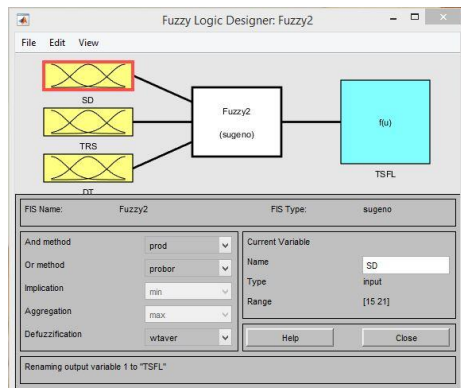 Fuzzy Logic Designer: Fuzzy2
File Edit View
SD
TRS
DT
Fuzzy2
(sugeno)
f(u)
TSFL
FIS Name: Fuzzy2 FIS Type: sugeno
And method prod
Or method probor
Implication min
Aggregation max
Defuzzification wtaver
Current Variable
Name SD
Type input
Range [15 21]
Help Close
Renaming output variable 1 to "TSFL"